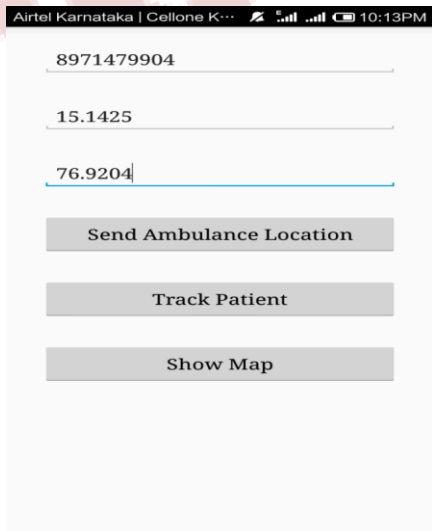 Airtel Karnataka | Cellone K··· 10:13PM
8971479904
15.1425
76.9204
Send Ambulance Location
Track Patient
Show Map